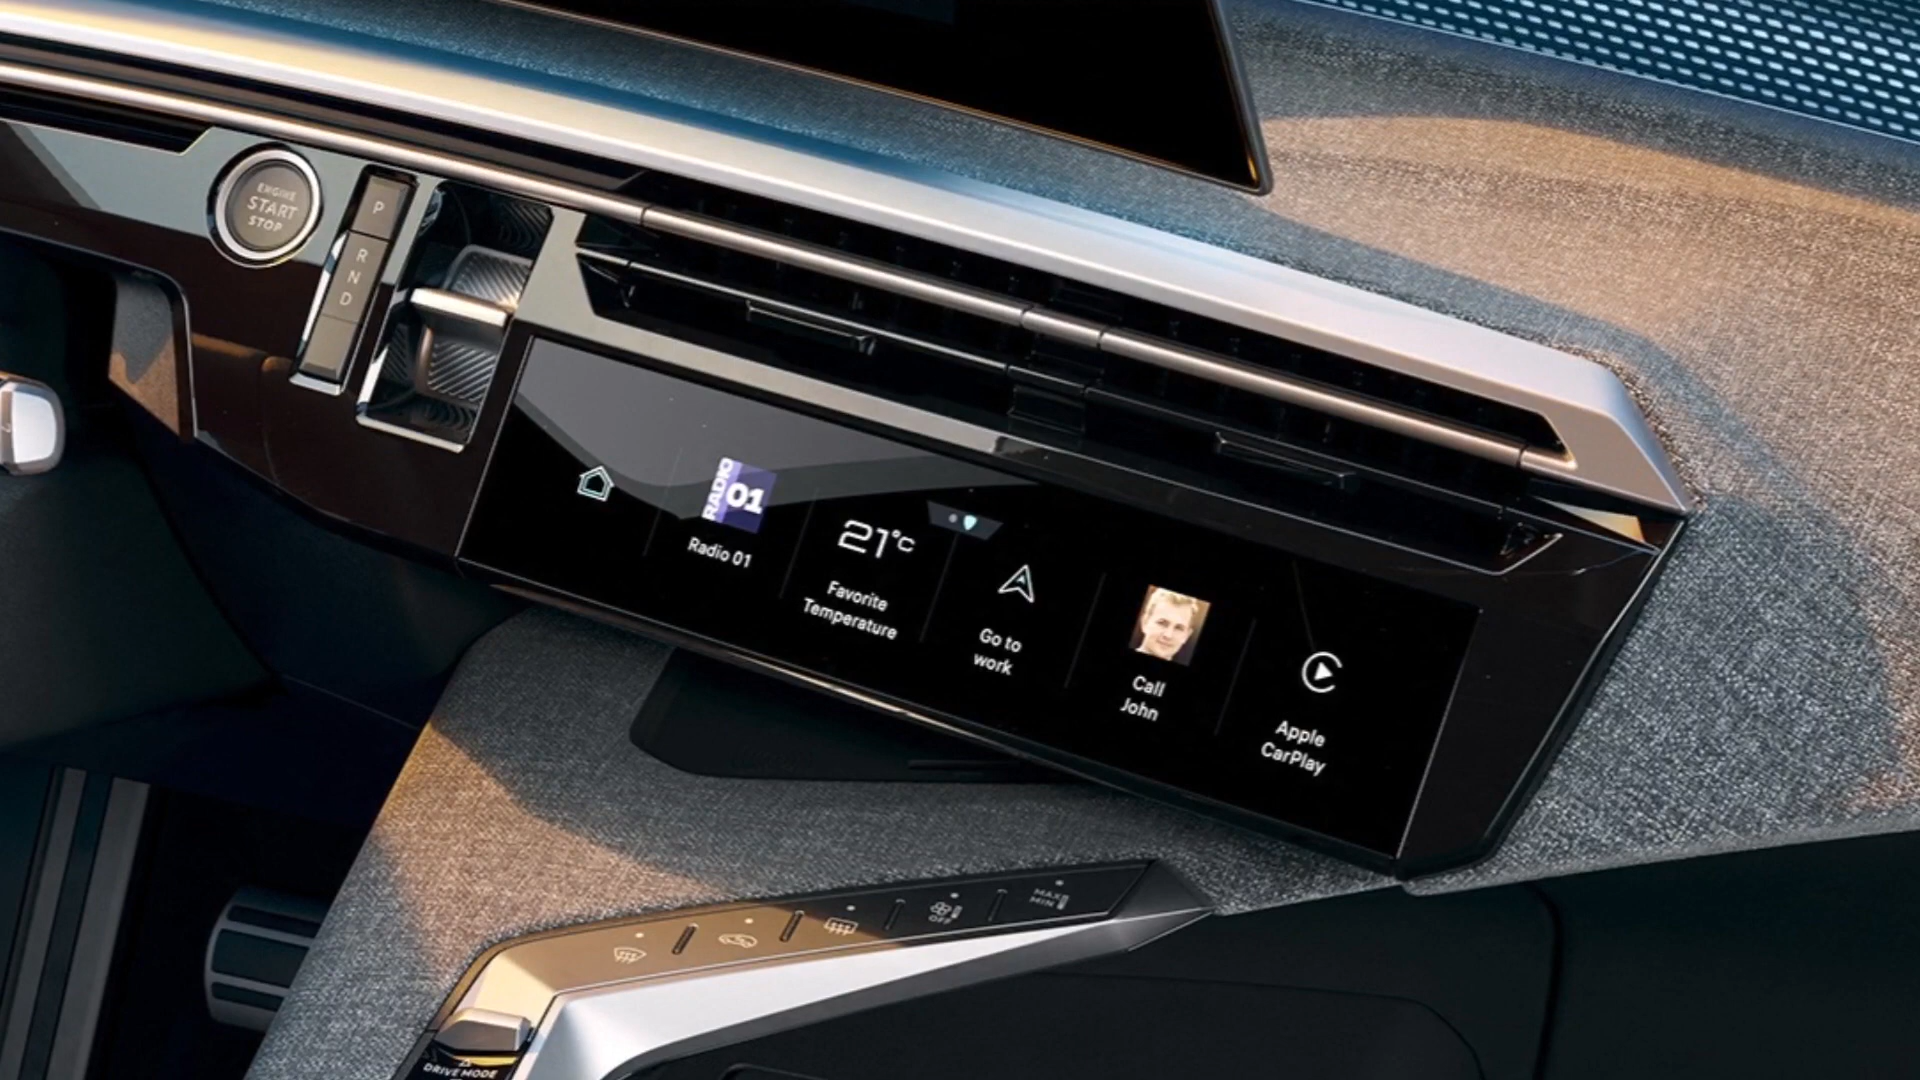 ENGINE
START
STOP
P
R
N
D
RADIO
01
Radio 01
21°C
Favorite
Temperature
Go to
work
Call
John
Apple
CarPlay
OFF
MAX
MIN
DRIVE MODE